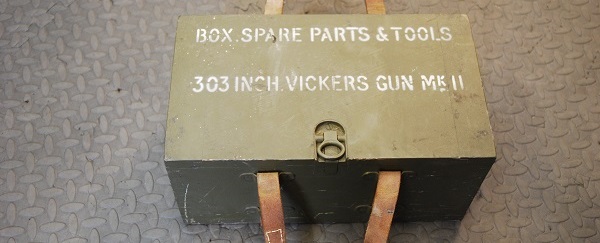 BOX.SPARE PARTS & TOOLS
.303 INCH.VICKERS GUN MK II